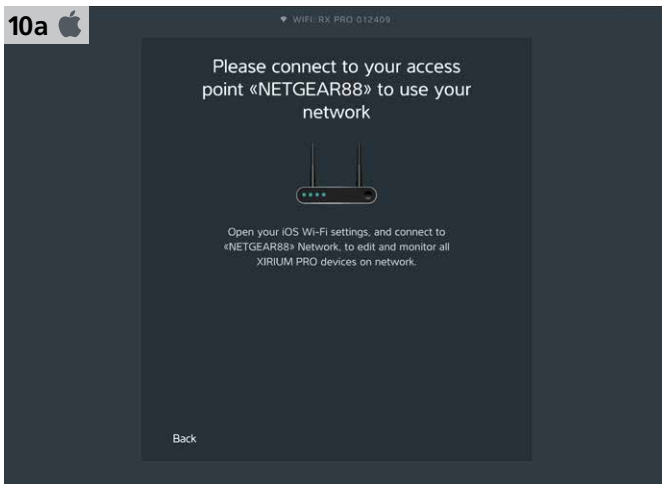 10a
WIFI: RX PRO 012409
Please connect to your access
point «NETGEAR88» to use your
network
Open your iOS Wi-Fi settings, and connect to
«NETGEAR88» Network, to edit and monitor all
XIRIUM PRO devices on network.
Back